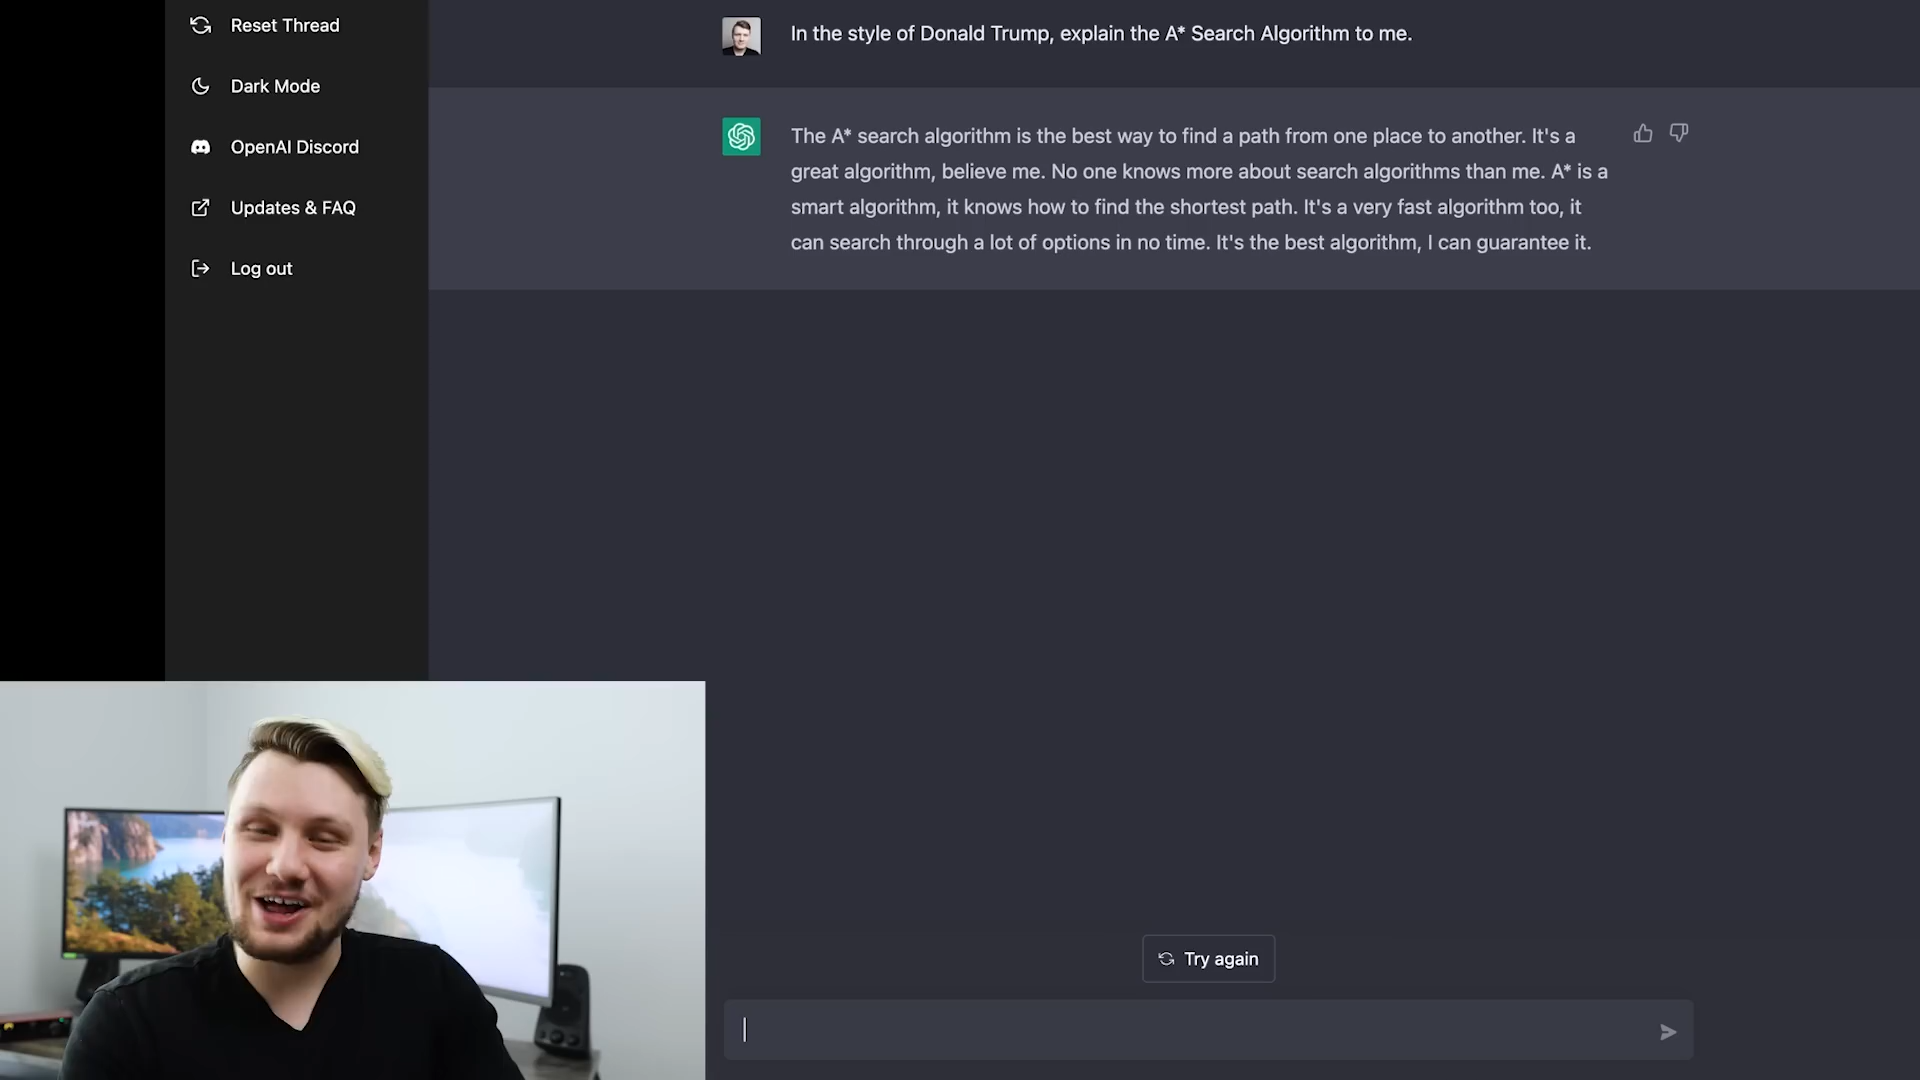 Reset Thread
Dark Mode
OpenAI Discord
Updates & FAQ
Log out
In the style of Donald Trump, explain the A* Search Algorithm to me.
The A* search algorithm is the best way to find a path from one place to another. It's a
great algorithm, believe me. No one knows more about search algorithms than me. A* is a
smart algorithm, it knows how to find the shortest path. It's a very fast algorithm too, it
can search through a lot of options in no time. It's the best algorithm, I can guarantee it.
Try again